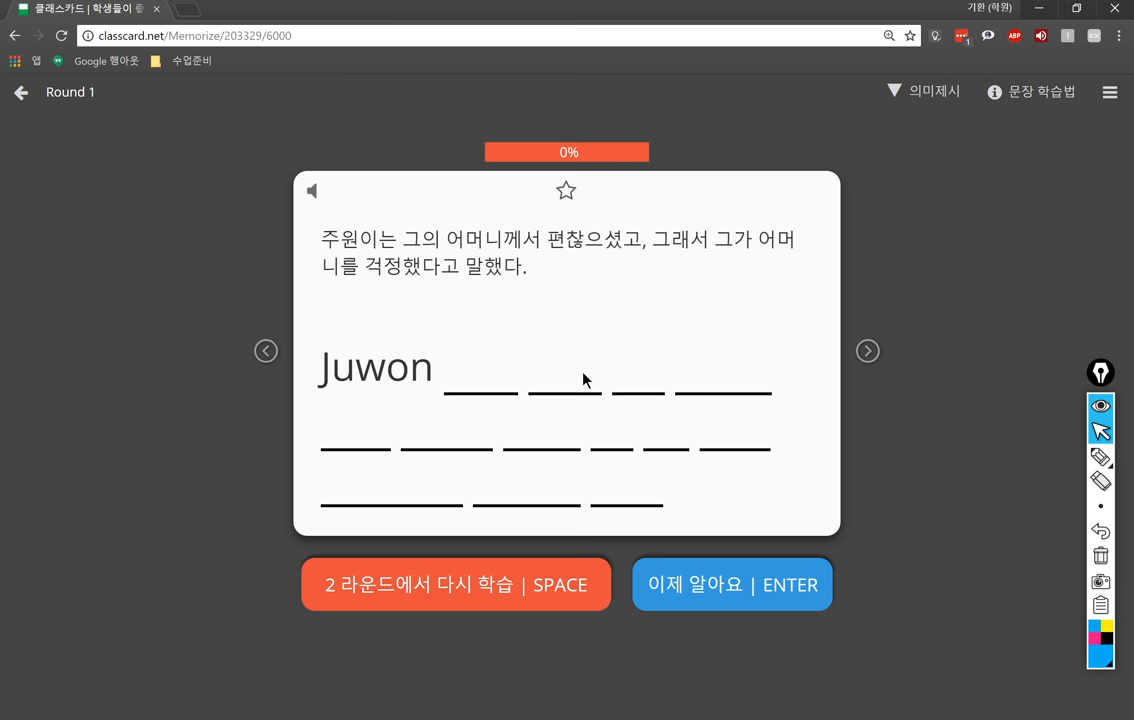 클래스카드 | 학생들이 즐
기환 (학원)
classcard.net/Memorize/203329/6000
1
ABP
앱
Google 행아웃
수업준비
Round 1
▼ 의미제시
문장 학습법
0%
주원이는 그의 어머니께서 편찮으셨고, 그래서 그가 어머
니를 걱정했다고 말했다.
Juwon
2 라운드에서 다시 학습 | SPACE
이제 알아요 | ENTER